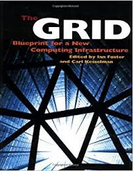 The
GRID
Blueprint for a New
Computing Infrastructure
Edited by Ian Foster
and Carl Kesselman